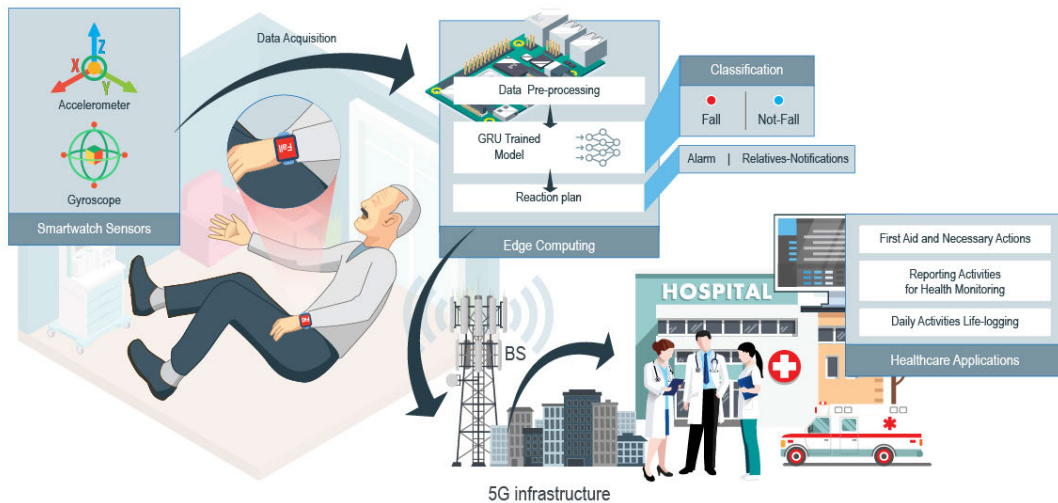 Z
X
Y
Accelerometer
Gyroscope
Smartwatch Sensors
Data Acquisition
Fall
Fall
Data Pre-processing
GRU Trained
Model
Reaction plan
Edge Computing
Classification
Fall
Not-Fall
Alarm | Relatives-Notifications
BS
5G infrastructure
HOSPITAL
First Aid and Necessary Actions
Reporting Activities
for Health Monitoring
Daily Activities Life-logging
Healthcare Applications